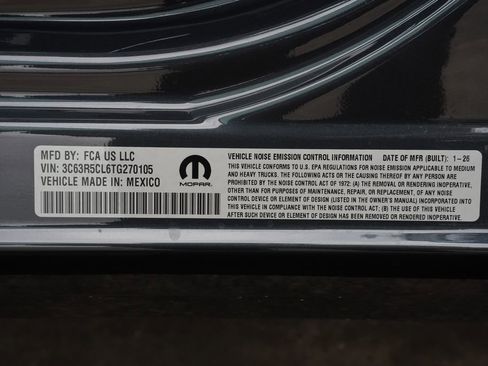 MFD BY: FCA US LLC
VIN: 3C63R5CL6TG270105
VEHICLE MADE IN: MEXICO
MOPAR
VEHICLE NOISE EMISSION CONTROL INFORMATION DATE OF MFR (BUILT): 1-26
THIS VEHICLE CONFORMS TO U.S. EPA REGULATIONS FOR NOISE EMISSION APPLICABLE TO MEDIUM
AND HEAVY TRUCKS. THE FOLLOWING ACTS OR THE CAUSING THEREOF BY ANY PERSON
ARE PROHIBITED BY THE NOISE CONTROL ACT OF 1972: (A) THE REMOVAL OR RENDERING INOPERATIVE,
OTHER THAN FOR PURPOSES OF MAINTENANCE, REPAIR, OR REPLACEMENT, OF ANY NOISE
CONTROL DEVICE OR ELEMENT OF DESIGN (LISTED IN THE OWNER'S MANUAL) INCORPORATED INTO
THIS VEHICLE IN COMPLIANCE WITH THE NOISE CONTROL ACT; (B) THE USE OF THIS VEHICLE AFTER
SUCH DEVICE OR ELEMENT OF DESIGN HAS BEEN REMOVED OR RENDERED INOPERATIVE.